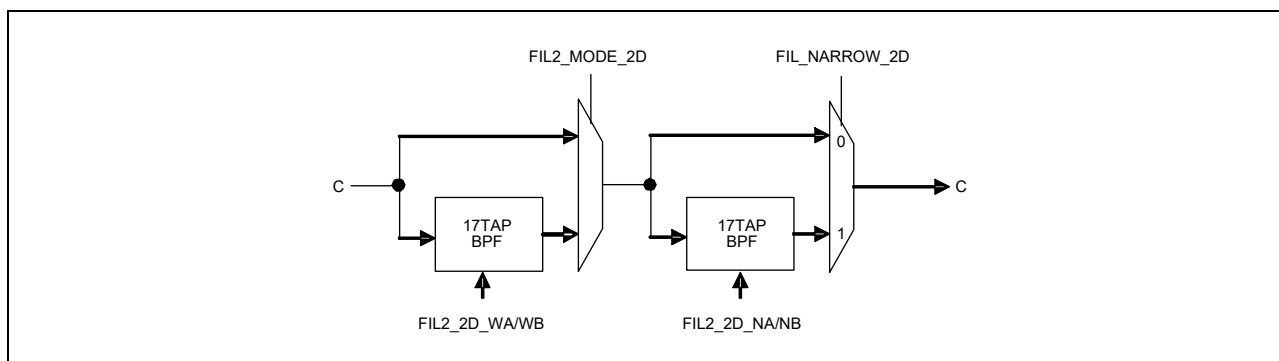 FIL2_MODE_2D
FIL_NARROW_2D
0
C
C
17TAP
BPF
17TAP
BPF
1
FIL2_2D_WA/WB
FIL2_2D_NA/NB